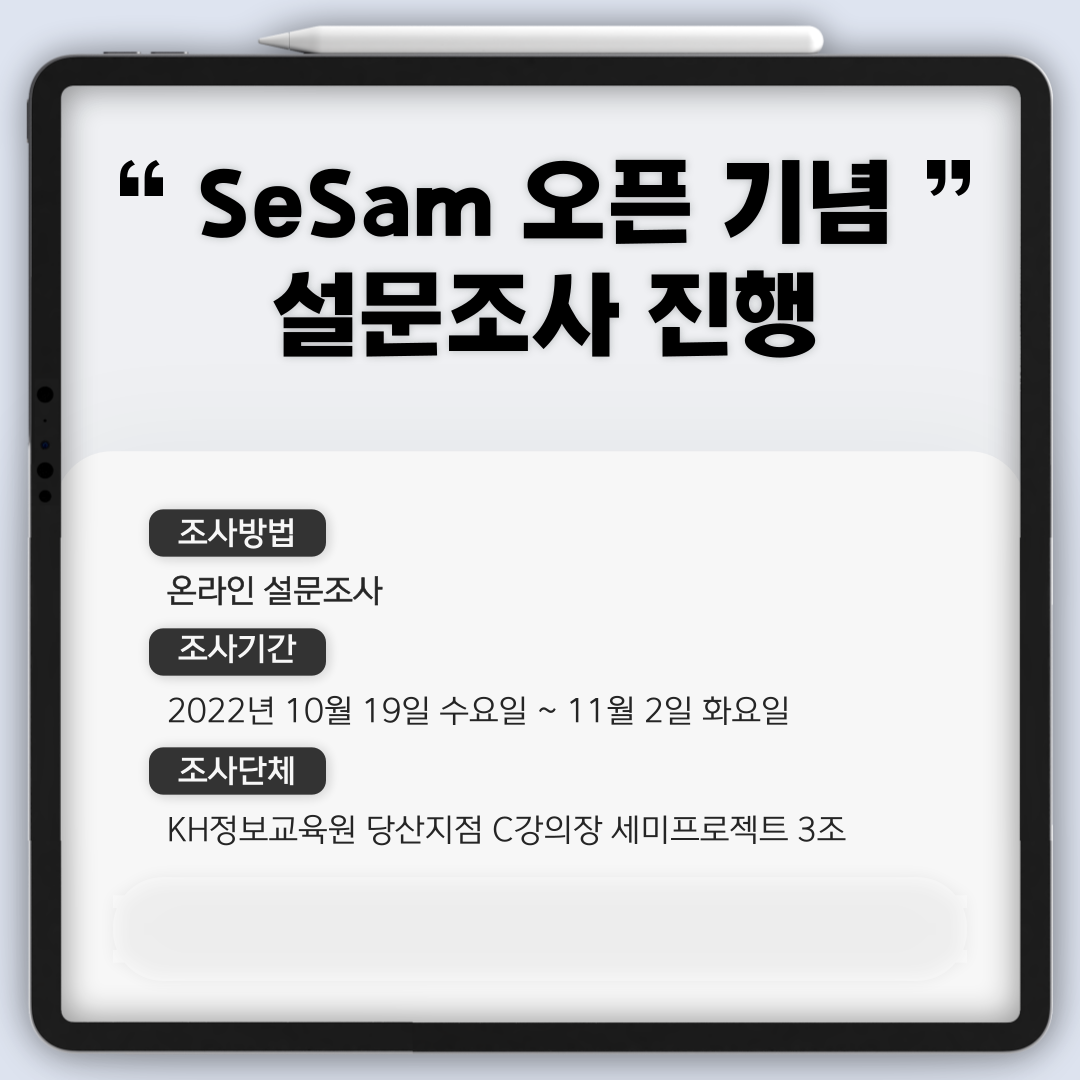 “ SeSam 오픈 기념 ”
설문조사 진행
조사방법
온라인 설문조사
조사기간
2022년 10월 19일 수요일 ~ 11월 2일 화요일
조사단체
KH정보교육원 당산지점 C강의장 세미프로젝트 3조